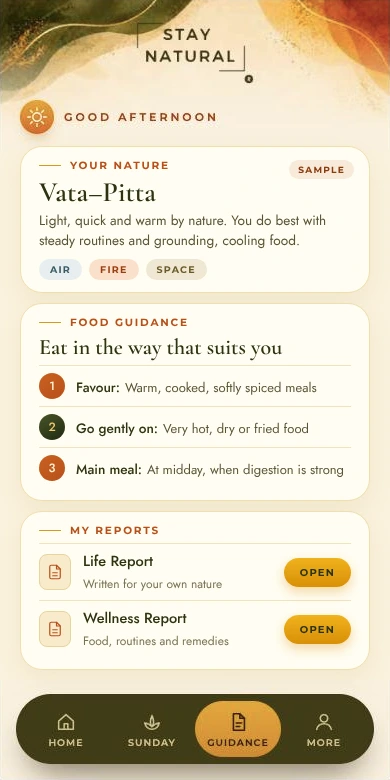 STAY
NATURAL
GOOD AFTERNOON
YOUR NATURE
SAMPLE
Vata–Pitta
Light, quick and warm by nature. You do best with
steady routines and grounding, cooling food.
AIR FIRE SPACE
FOOD GUIDANCE
Eat in the way that suits you
1 Favour: Warm, cooked, softly spiced meals
2 Go gently on: Very hot, dry or fried food
3 Main meal: At midday, when digestion is strong
MY REPORTS
Life Report
Written for your own nature
OPEN
Wellness Report
Food, routines and remedies
OPEN
HOME SUNDAY GUIDANCE MORE